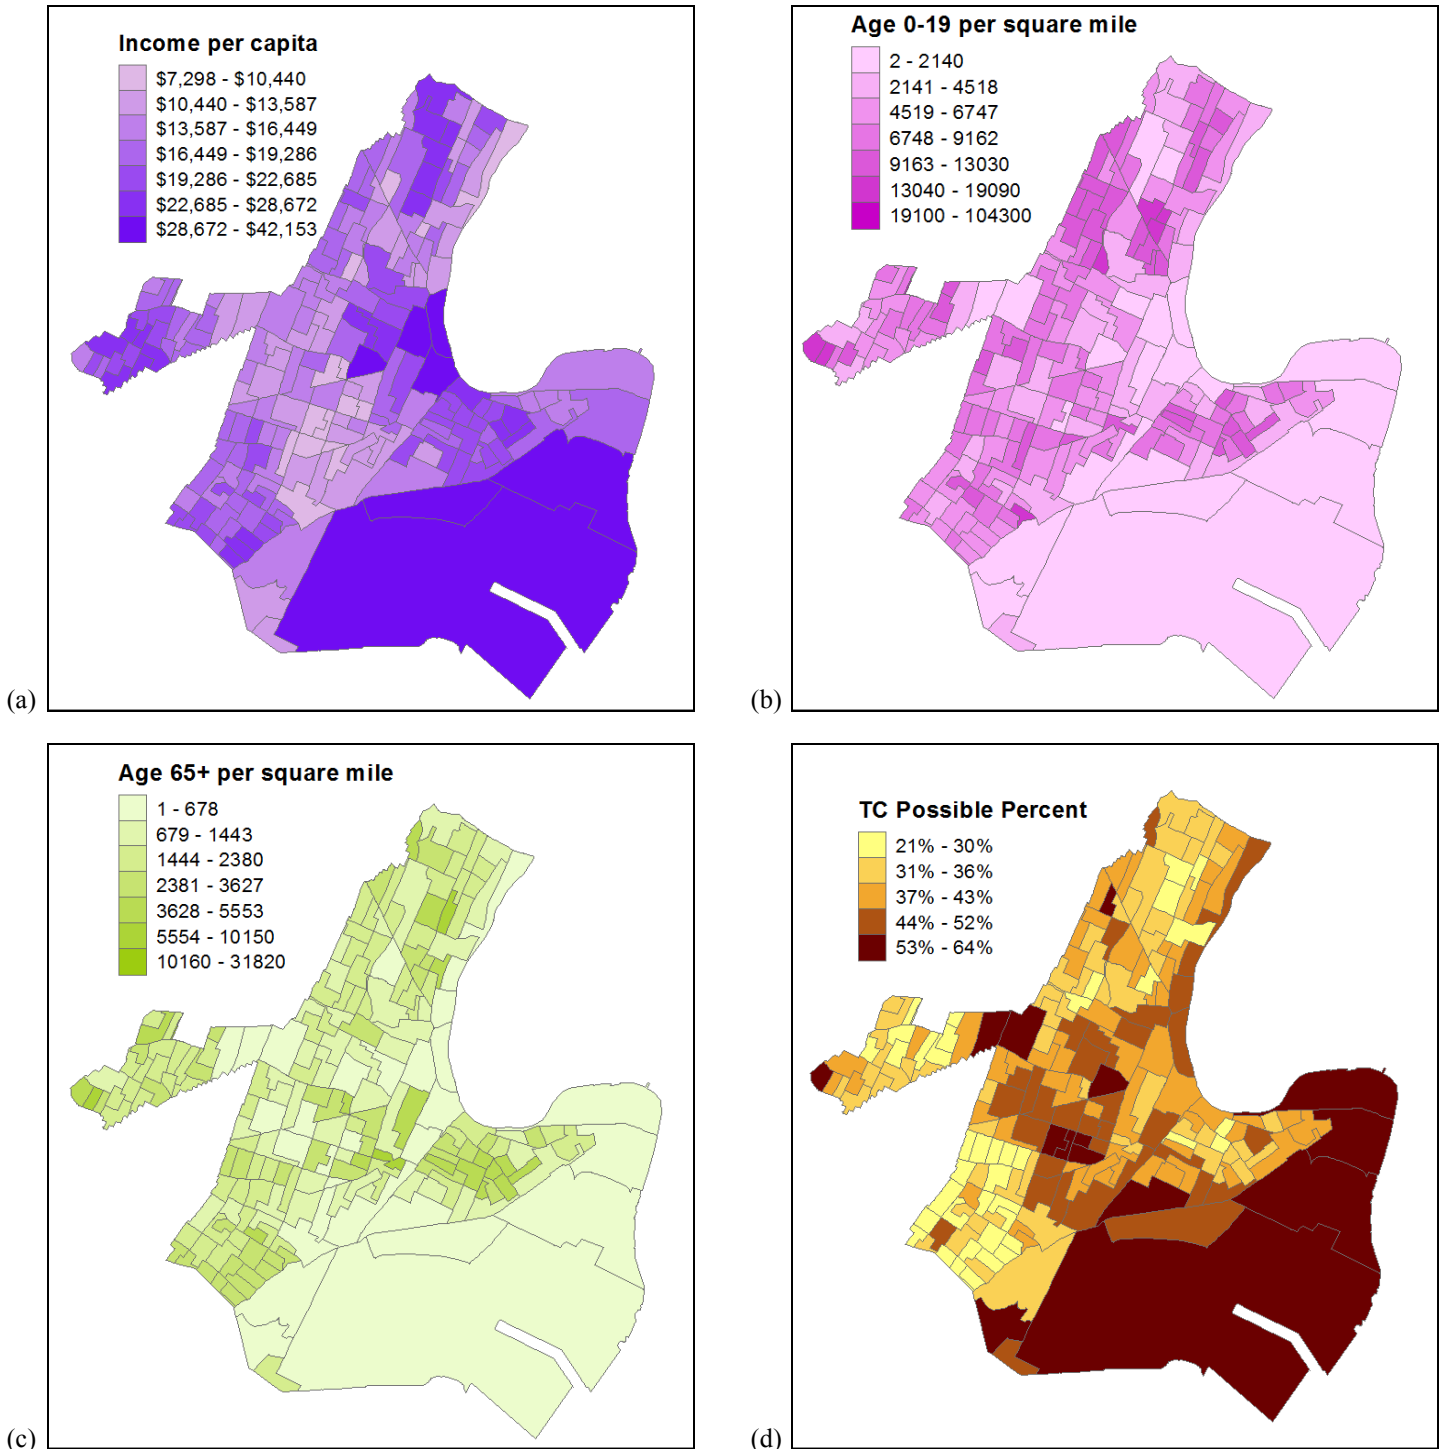 Income per capita
$7,298 - $10,440
$10,440 - $13,587
$13,587 - $16,449
$16,449 - $19,286
$19,286 - $22,685
$22,685 - $28,672
$28,672 - $42,153
(a)
Age 0-19 per square mile
2 - 2140
2141 - 4518
4519 - 6747
6748 - 9162
9163 - 13030
13040 - 19090
19100 - 104300
(b)
Age 65+ per square mile
1 - 678
679 - 1443
1444 - 2380
2381 - 3627
3628 - 5553
5554 - 10150
10160 - 31820
(c)
TC Possible Percent
21% - 30%
31% - 36%
37% - 43%
44% - 52%
53% - 64%
(d)